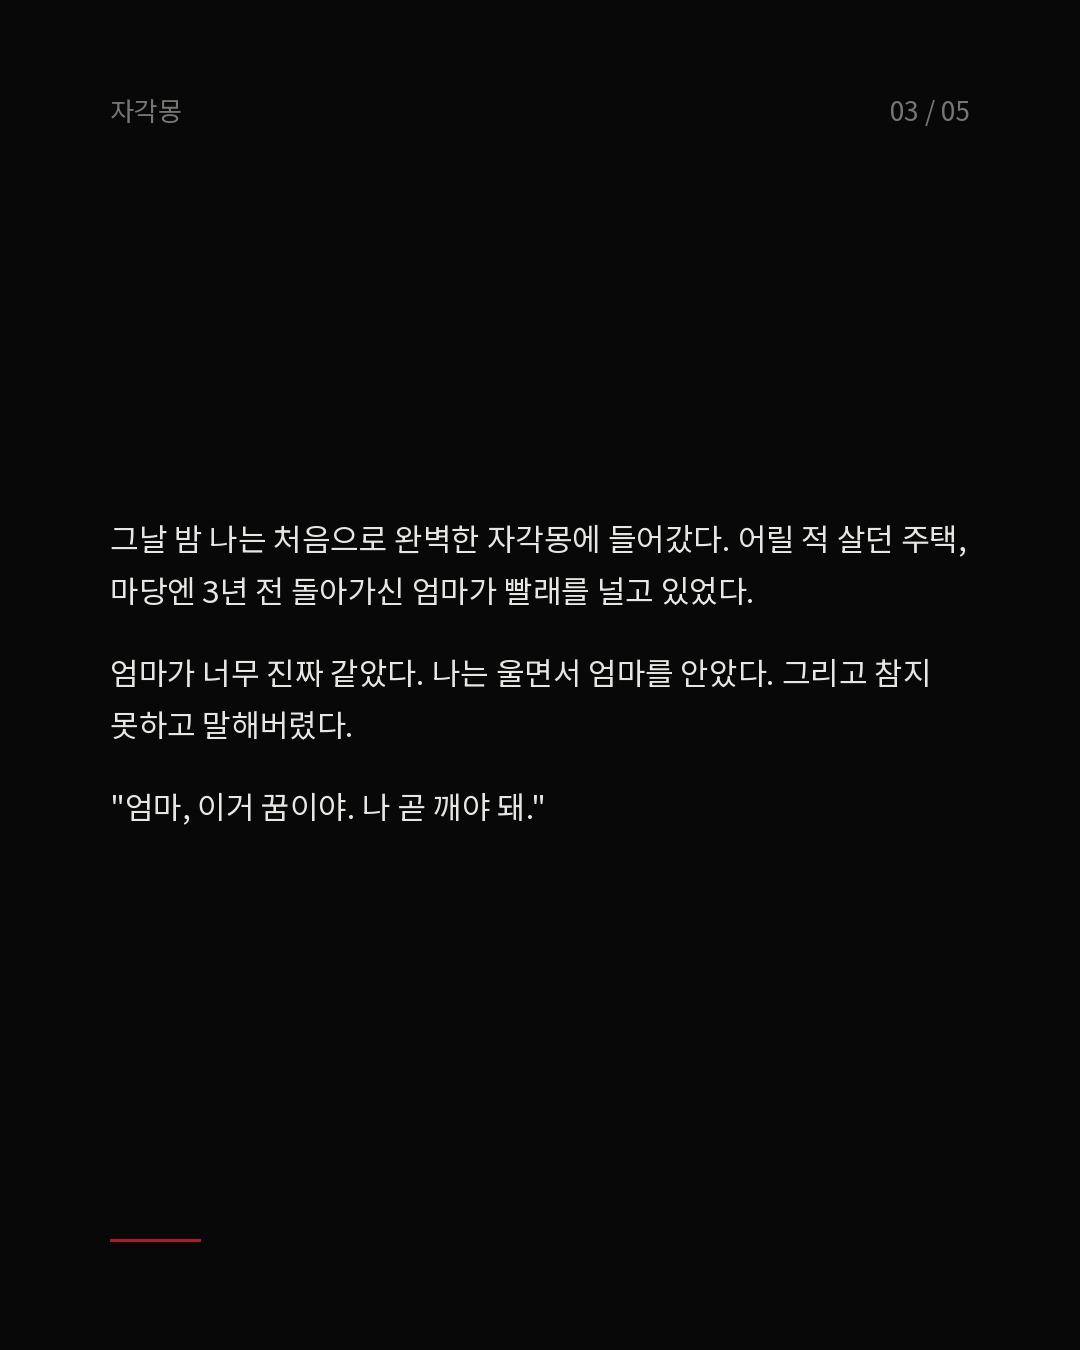 자각몽
03 / 05
그날 밤 나는 처음으로 완벽한 자각몽에 들어갔다. 어릴 적 살던 주택,
마당엔 3년 전 돌아가신 엄마가 빨래를 널고 있었다.
엄마가 너무 진짜 같았다. 나는 울면서 엄마를 안았다. 그리고 참지
못하고 말해버렸다.
"엄마, 이거 꿈이야. 나 곧 깨야 돼."